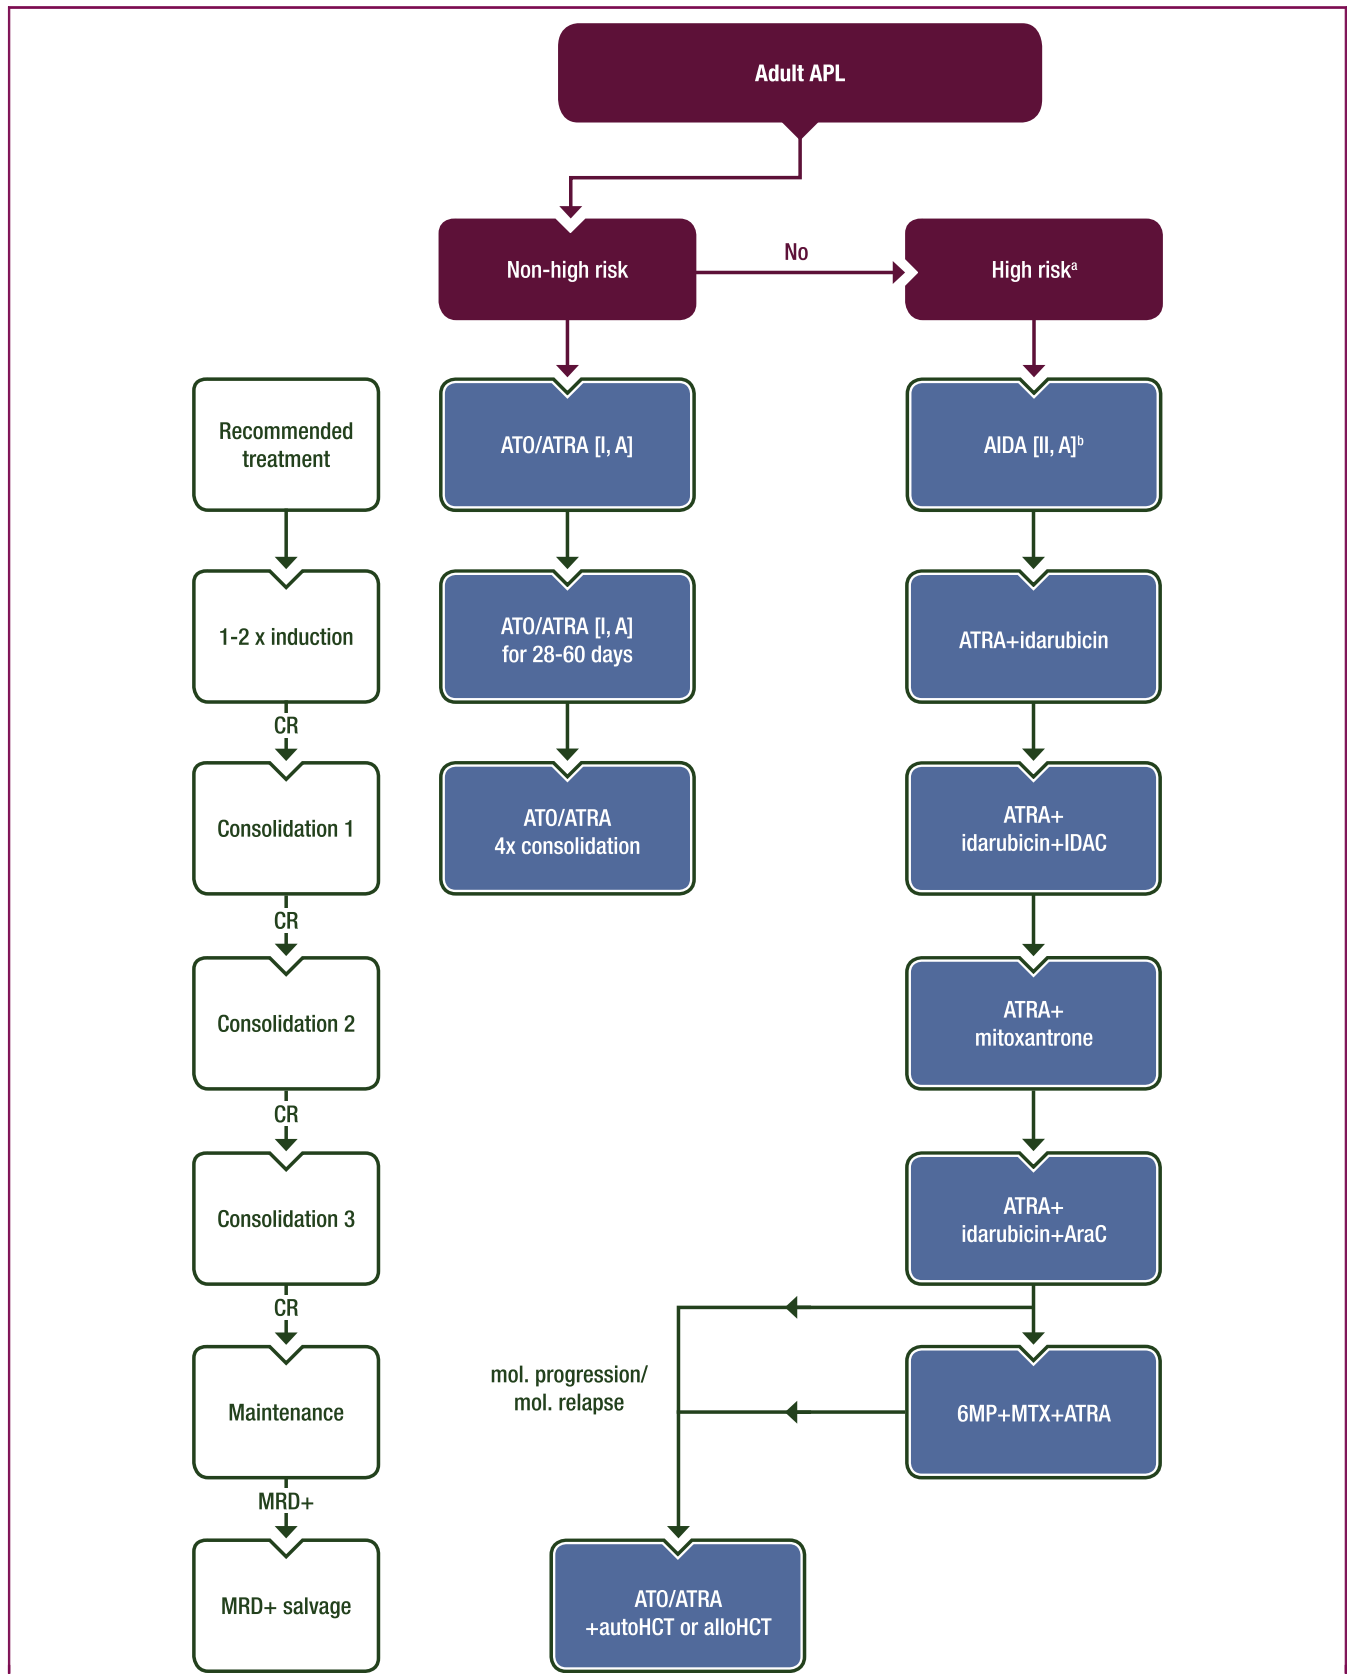 Adult APL
Non-high risk
No
High riskᵃ
Recommended
treatment
ATO/ATRA [I, A]
AIDA [II, A]ᵇ
1-2 x induction
ATO/ATRA [I, A]
for 28-60 days
ATRA+idarubicin
CR
Consolidation 1
ATO/ATRA
4x consolidation
ATRA+
idarubicin+IDAC
CR
Consolidation 2
ATRA+
mitoxantrone
CR
Consolidation 3
ATRA+
idarubicin+AraC
CR
mol. progression/
mol. relapse
Maintenance
6MP+MTX+ATRA
MRD+
MRD+ salvage
ATO/ATRA
+autoHCT or alloHCT